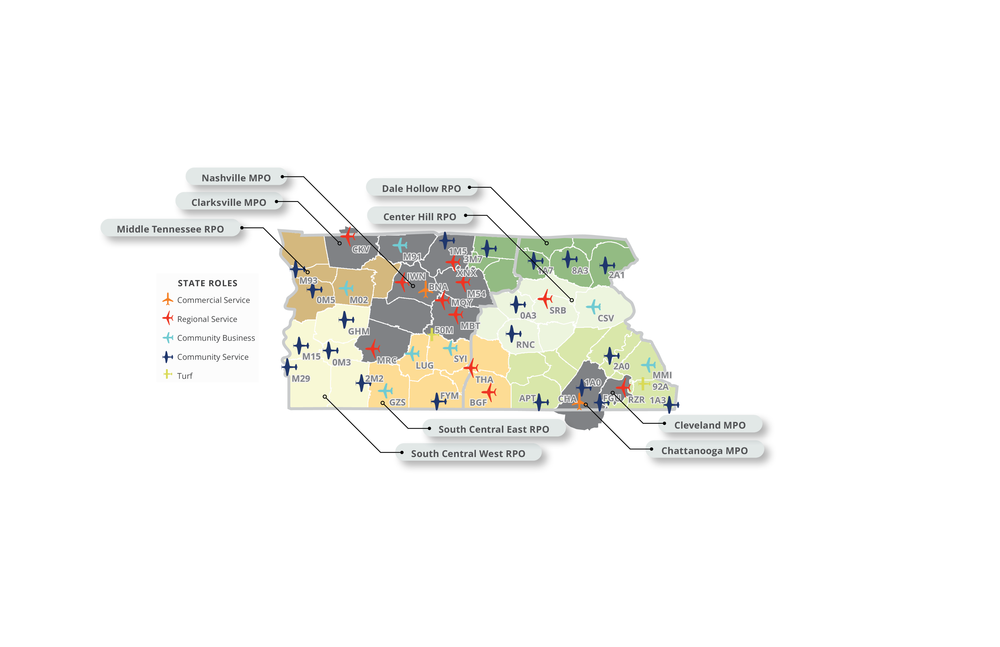 Nashville MPO
Dale Hollow RPO
Clarksville MPO
Center Hill RPO
Middle Tennessee RPO
CKV
M91
1M5
3M7
1A7
8A3
2A1
XNX
JWN
M93
BNA
M54
0M5
M02
MQY
0A3
SRB
CSV
MBT
50M
GHM
RNC
M15
0M3
MRC
LUG
SYI
2A0
MMI
M29
2M2
THA
1A0
92A
GZS
FYM
BGF
APT
CHA
FGU
RZR
1A3
STATE ROLES
Commercial Service
Regional Service
Community Business
Community Service
Turf
South Central East RPO
Cleveland MPO
South Central West RPO
Chattanooga MPO